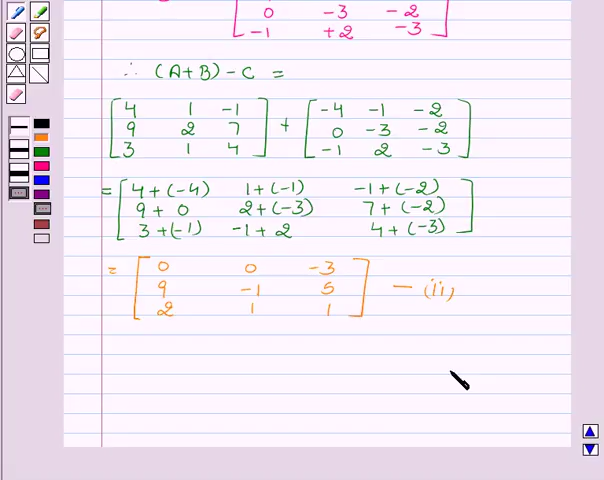 0 -3 -2
-1 +2 -3
∴ (A+B) - C =
4 1 -1 -4 -1 -2
9 2 7 + 0 -3 -2
3 1 4 -1 2 -3
= 4+(-4) 1+(-1) -1+(-2)
9+0 2+(-3) 7+(-2)
3+(-1) -1+2 4+(-3)
= 0 0 -3
9 -1 5 — (ii)
2 1 1